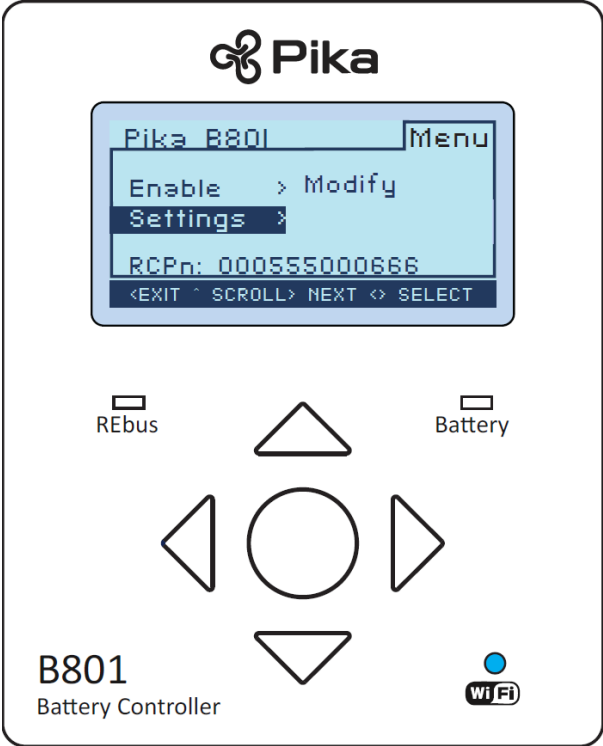 Pika
Pika B801 Menu
Enable > Modify
Settings >
RCPn: 000555000666
<EXIT ^ SCROLL> NEXT <> SELECT
REbus Battery
B801
Battery Controller
WiFi